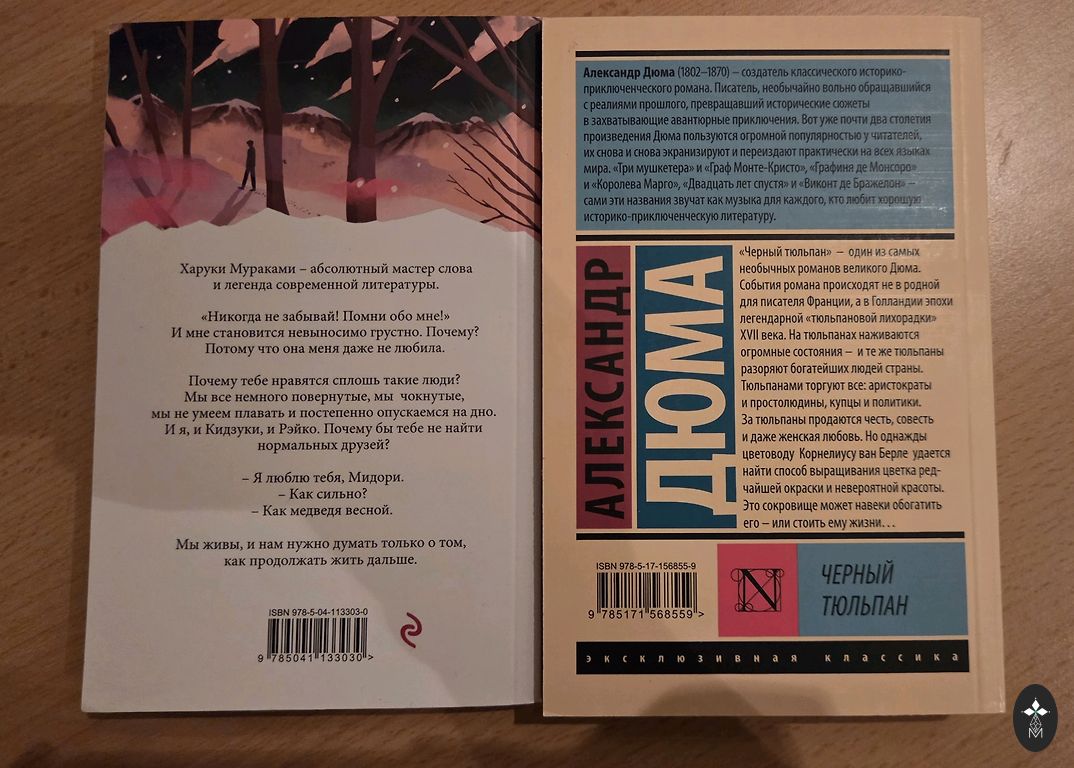 Харуки Мураками – абсолютный мастер слова
и легенда современной литературы.
«Никогда не забывай! Помни обо мне!»
И мне становится невыносимо грустно. Почему?
Потому что она меня даже не любила.
Почему тебе нравятся сплошь такие люди?
Мы все немного повернутые, мы чокнутые,
мы не умеем плавать и постепенно опускаемся на дно.
И я, и Кидзуки, и Рэйко. Почему бы тебе не найти
нормальных друзей?
– Я люблю тебя, Мидори.
– Как сильно?
– Как медведя весной.
Мы живы, и нам нужно думать только о том,
как продолжать жить дальше.
ISBN 978-5-04-113303-0
9 785041 133030 >
Александр Дюма (1802–1870) – создатель классического историко-
приключенческого романа. Писатель, необычайно вольно обращавшийся
с реалиями прошлого, превращавший исторические сюжеты
в захватывающие авантюрные приключения. Вот уже почти два столетия
произведения Дюма пользуются огромной популярностью у читателей,
их снова и снова экранизируют и переиздают практически на всех языках
мира. «Три мушкетера» и «Граф Монте-Кристо», «Графиня де Монсоро»
и «Королева Марго», «Двадцать лет спустя» и «Виконт де Бражелон» –
сами эти названия звучат как музыка для каждого, кто любит хорошую
историко-приключенческую литературу.
АЛЕКСАНДР
ДЮМА
«Черный тюльпан» – один из самых
необычных романов великого Дюма.
События романа происходят не в родной
для писателя Франции, а в Голландии эпохи
легендарной «тюльпановой лихорадки»
XVII века. На тюльпанах наживаются
огромные состояния – и те же тюльпаны
разоряют богатейших людей страны.
Тюльпанами торгуют все: аристократы
и простолюдины, купцы и политики.
За тюльпаны продаются честь, совесть
и даже женская любовь. Но однажды
цветоводу Корнелиусу ван Берле удается
найти способ выращивания цветка ред-
чайшей окраски и невероятной красоты.
Это сокровище может навеки обогатить
его – или стоить ему жизни…
ISBN 978-5-17-156855-9
9 785171 568559 >
N
ЧЕРНЫЙ
ТЮЛЬПАН
эксклюзивная классика
M